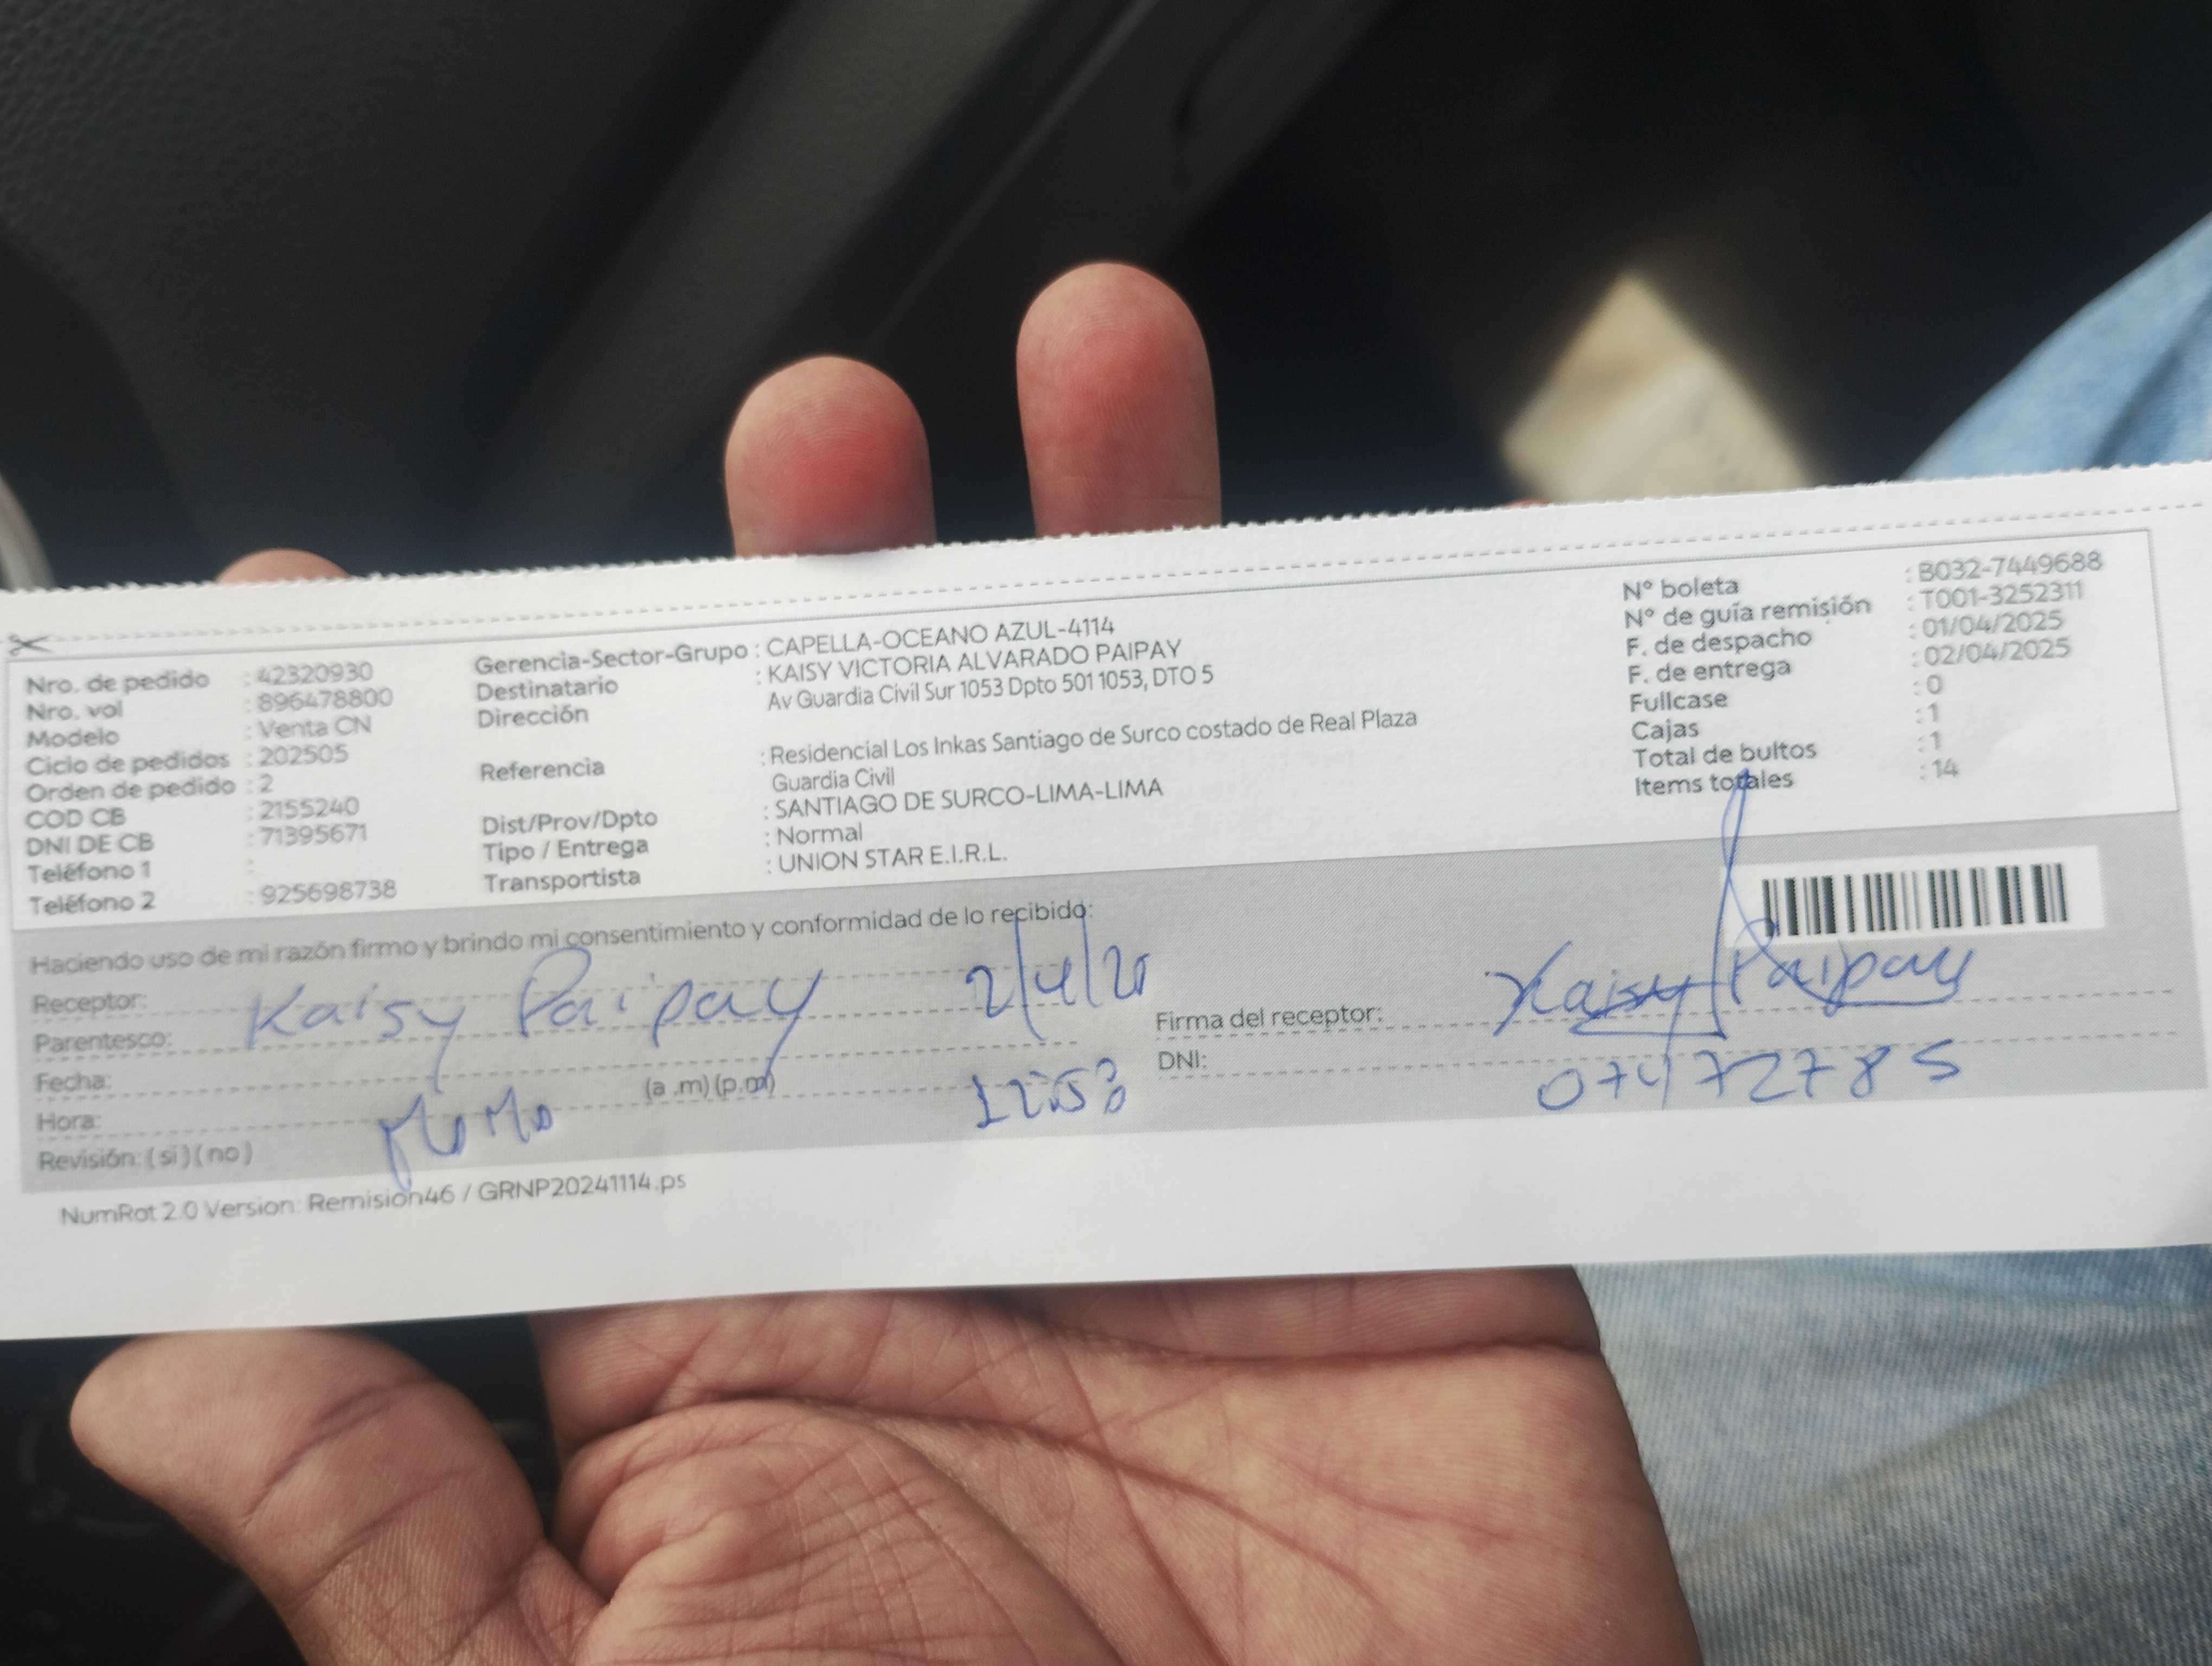 Nro. de pedido : 42320930
Nro. vol : 896478800
Modelo : Venta CN
Ciclo de pedidos : 202505
Orden de pedido : 2
COD CB : 2155240
DNI DE CB : 71395671
Teléfono 1 :
Teléfono 2 : 925698738
Gerencia-Sector-Grupo : CAPELLA-OCEANO AZUL-4114
Destinatario : KAISY VICTORIA ALVARADO PAIPAY
Dirección Av Guardia Civil Sur 1053 Dpto 501 1053, DTO 5
Referencia : Residencial Los Inkas Santiago de Surco costado de Real Plaza
Guardia Civil
Dist/Prov/Dpto : SANTIAGO DE SURCO-LIMA-LIMA
Tipo / Entrega : Normal
Transportista : UNION STAR E.I.R.L.
N° boleta : B032-7449688
N° de guía remisión : T001-3252311
F. de despacho : 01/04/2025
F. de entrega : 02/04/2025
Fullcase : 0
Cajas : 1
Total de bultos : 1
Items totales : 14
Haciendo uso de mi razón firmo y brindo mi consentimiento y conformidad de lo recibido:
Receptor: Kaisy Paipay
Parentesco:
Fecha:
Hora: (a .m) (p.m)
Revisión: ( si ) ( no )
12:53
Firma del receptor: Kaisy Paipay
DNI: 07472785
NumRot 2.0 Version: Remision46 / GRNP20241114.ps